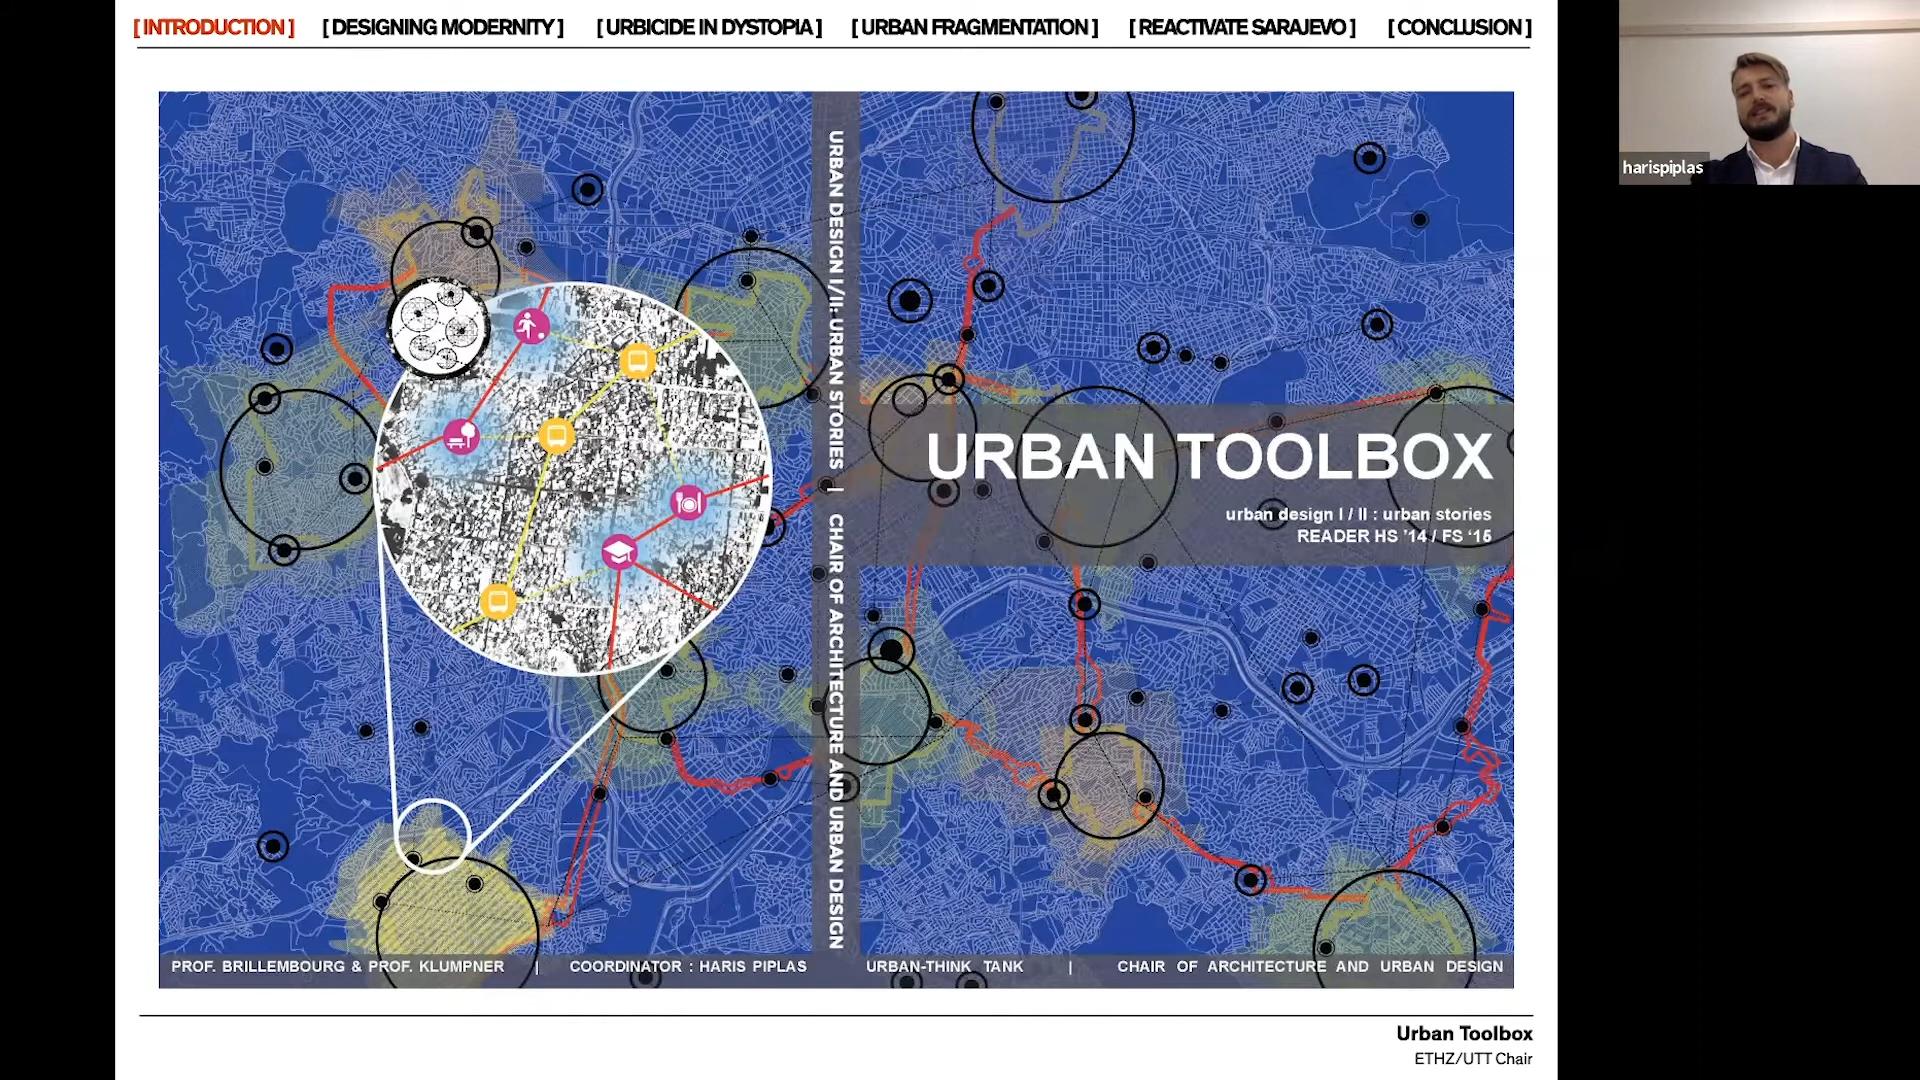 [ INTRODUCTION ] [ DESIGNING MODERNITY ] [ URBICIDE IN DYSTOPIA ] [ URBAN FRAGMENTATION ] [ REACTIVATE SARAJEVO ] [ CONCLUSION ]
harispiplas
URBAN DESIGN I/II: URBAN STORIES | CHAIR OF ARCHITECTURE AND URBAN DESIGN
URBAN TOOLBOX
urban design I / II : urban stories
READER HS '14 / FS '15
PROF. BRILLEMBOURG & PROF. KLUMPNER | COORDINATOR : HARIS PIPLAS URBAN-THINK TANK | CHAIR OF ARCHITECTURE AND URBAN DESIGN
Urban Toolbox
ETHZ/UTT Chair